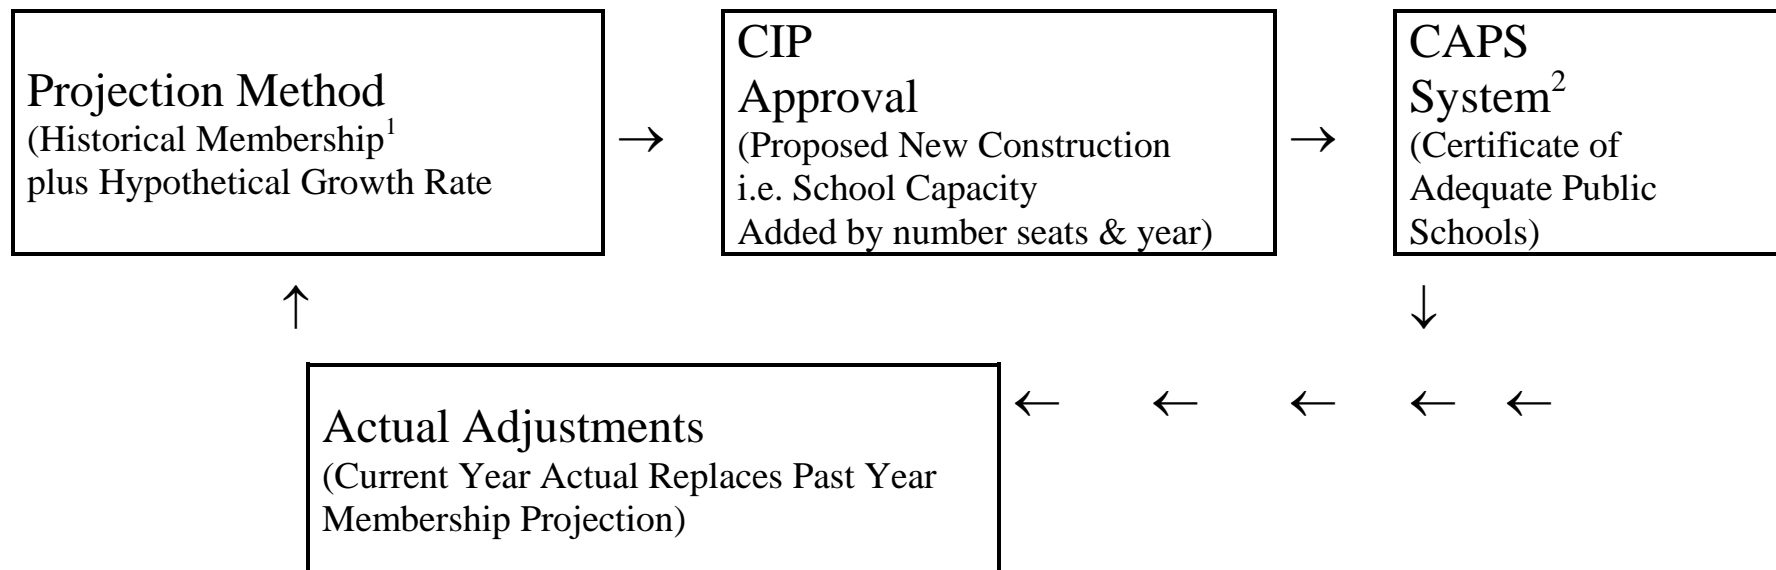 Projection Method
(Historical Membership¹
plus Hypothetical Growth Rate
→
CIP
Approval
(Proposed New Construction
i.e. School Capacity
Added by number seats & year)
→
CAPS
System²
(Certificate of
Adequate Public
Schools)
↑
↓
Actual Adjustments
(Current Year Actual Replaces Past Year
Membership Projection)
← ← ← ← ←